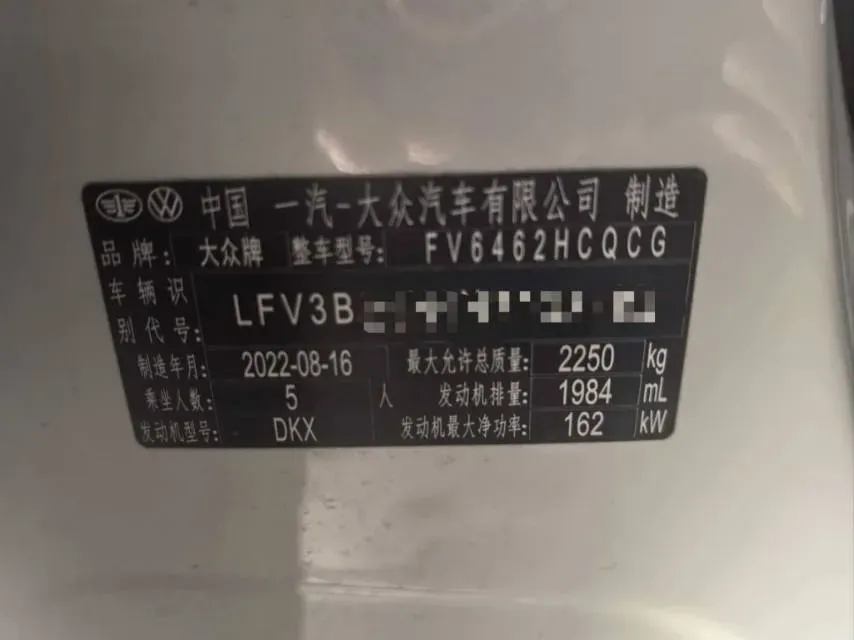 中国 一汽-大众汽车有限公司 制造
品牌: 大众牌 整车型号: FV6462HCQCG
车辆识
别代号: LFV3B
制造年月: 2022-08-16 最大允许总质量: 2250 kg
乘坐人数: 5 人 发动机排量: 1984 mL
发动机型号: DKX 发动机最大净功率: 162 kW